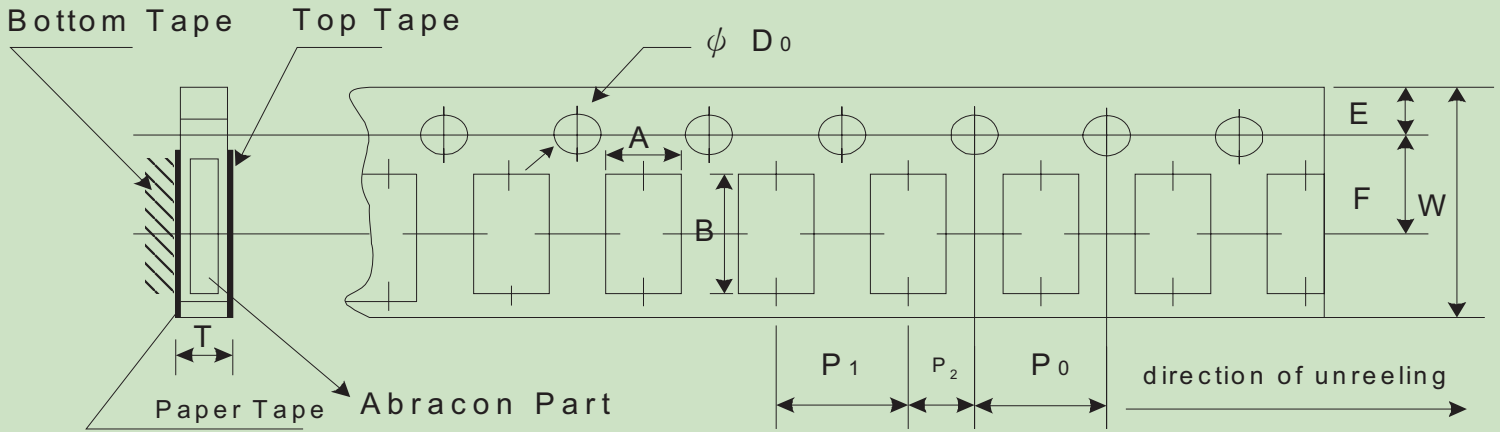 Bottom Tape
Top Tape
ψ D0
A
B
E
F
W
T
P1
P2
P0
direction of unreeling
Paper Tape
Abracon Part